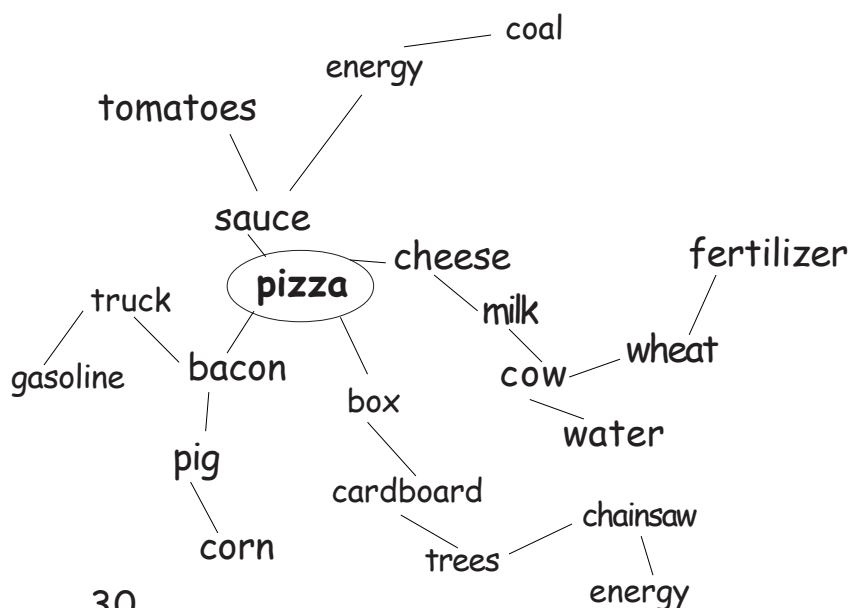 coal
energy
tomatoes
sauce
cheese
fertilizer
pizza
truck
milk
wheat
gasoline
bacon
cow
box
water
pig
cardboard
chainsaw
corn
trees
energy
30